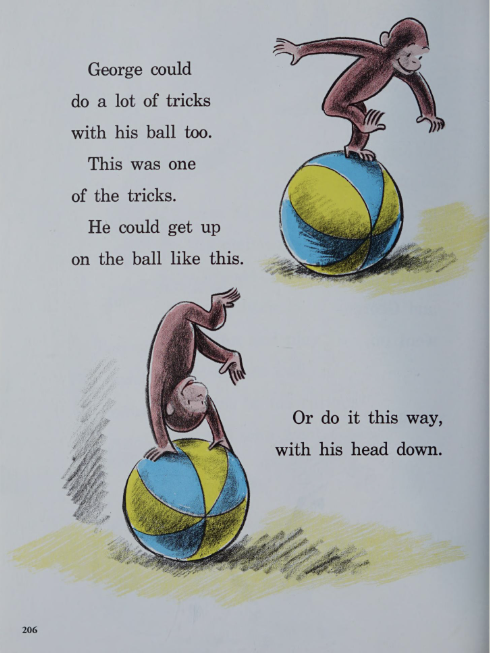 George could
do a lot of tricks
with his ball too.
This was one
of the tricks.
He could get up
on the ball like this.
Or do it this way,
with his head down.
206